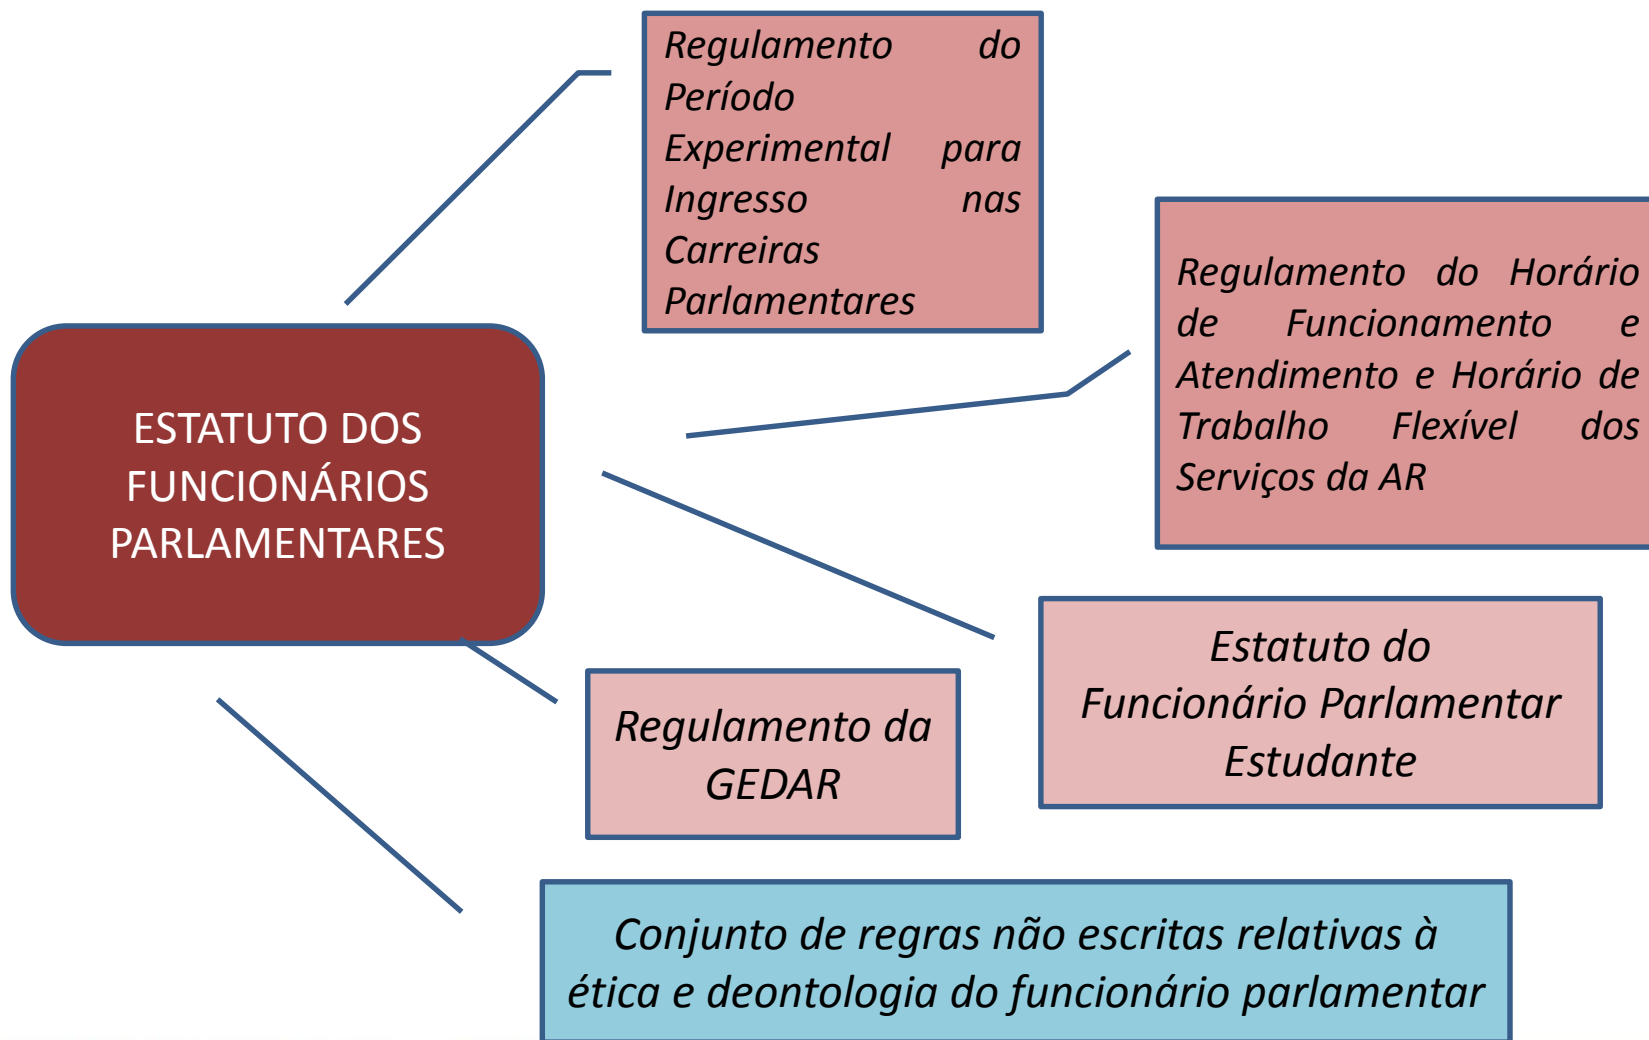 Regulamento do
Período
Experimental para
Ingresso nas
Carreiras
Parlamentares
Regulamento do Horário
de Funcionamento e
Atendimento e Horário de
Trabalho Flexível dos
Serviços da AR
ESTATUTO DOS
FUNCIONÁRIOS
PARLAMENTARES
Estatuto do
Funcionário Parlamentar
Estudante
Regulamento da
GEDAR
Conjunto de regras não escritas relativas à
ética e deontologia do funcionário parlamentar